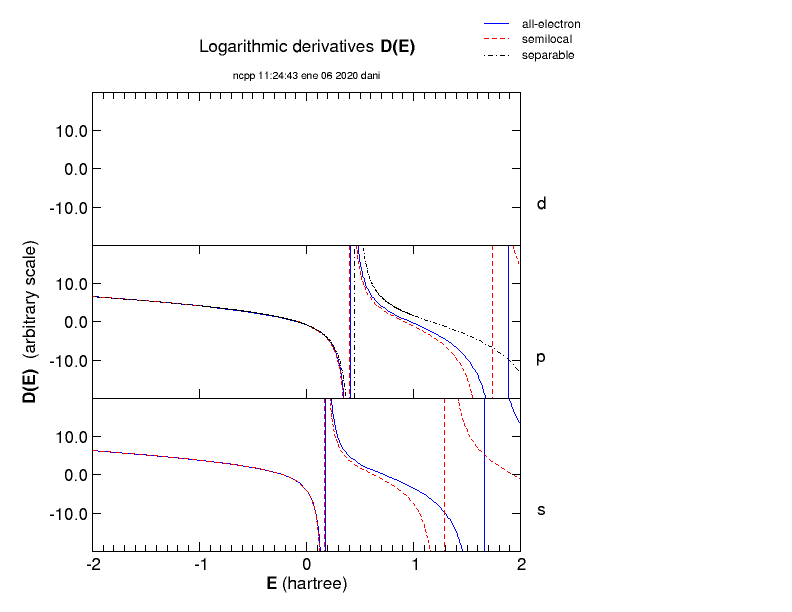 all-electron
semilocal
separable
Logarithmic derivatives D(E)
ncpp 11:24:43 ene 06 2020 dani
10.0
0.0
-10.0
d
10.0
0.0
-10.0
p
10.0
0.0
-10.0
s
D(E) (arbitrary scale)
-2 -1 0 1 2
E (hartree)